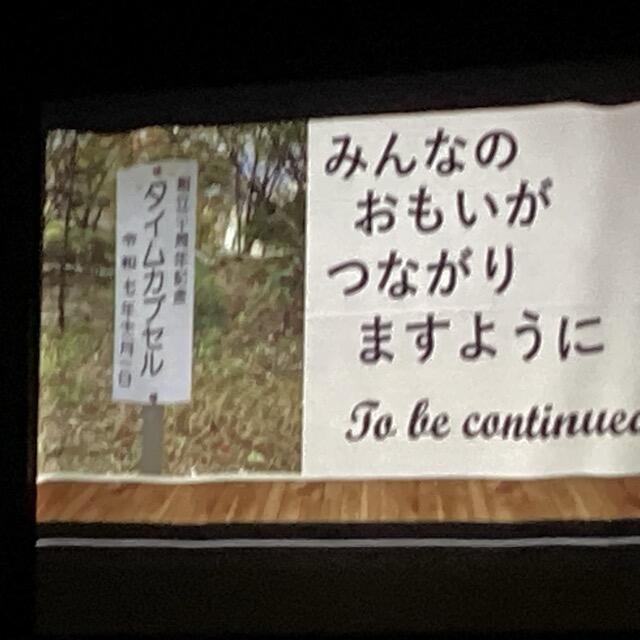 タイムカプセル
みんなの
おもいが
つながり
ますように
To be continued